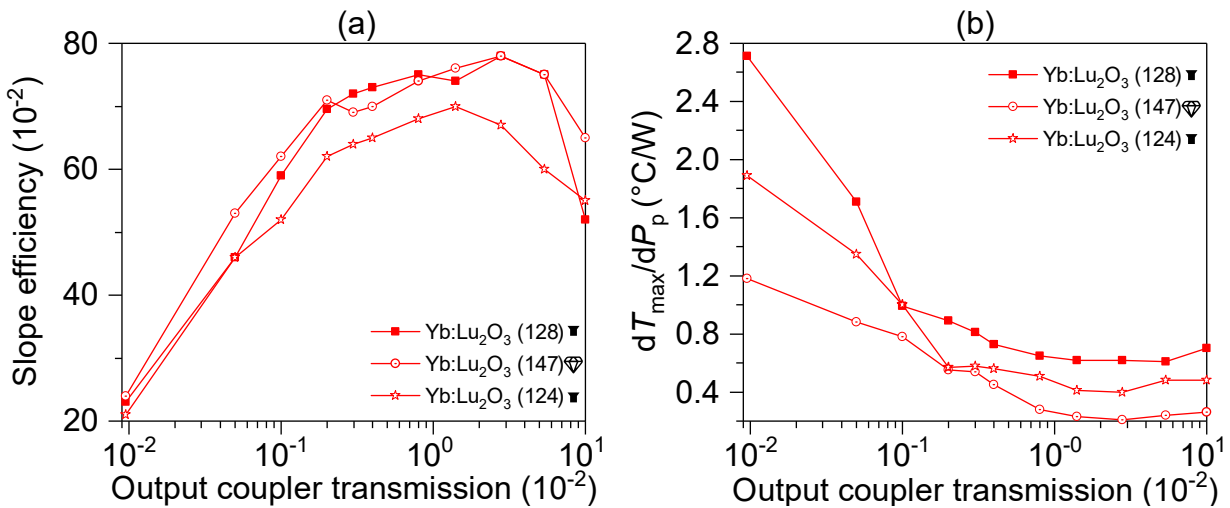 (a)
80
60
40
20
Slope efficiency (10⁻²)
Yb:Lu₂O₃ (128)
Yb:Lu₂O₃ (147)
Yb:Lu₂O₃ (124)
10⁻² 10⁻¹ 10⁰ 10¹
Output coupler transmission (10⁻²)
(b)
2.8
2.4
2.0
1.6
1.2
0.8
0.4
dTₘₐₓ/dPₚ (°C/W)
Yb:Lu₂O₃ (128)
Yb:Lu₂O₃ (147)
Yb:Lu₂O₃ (124)
10⁻² 10⁻¹ 10⁻⁰ 10¹
Output coupler transmission (10⁻²)